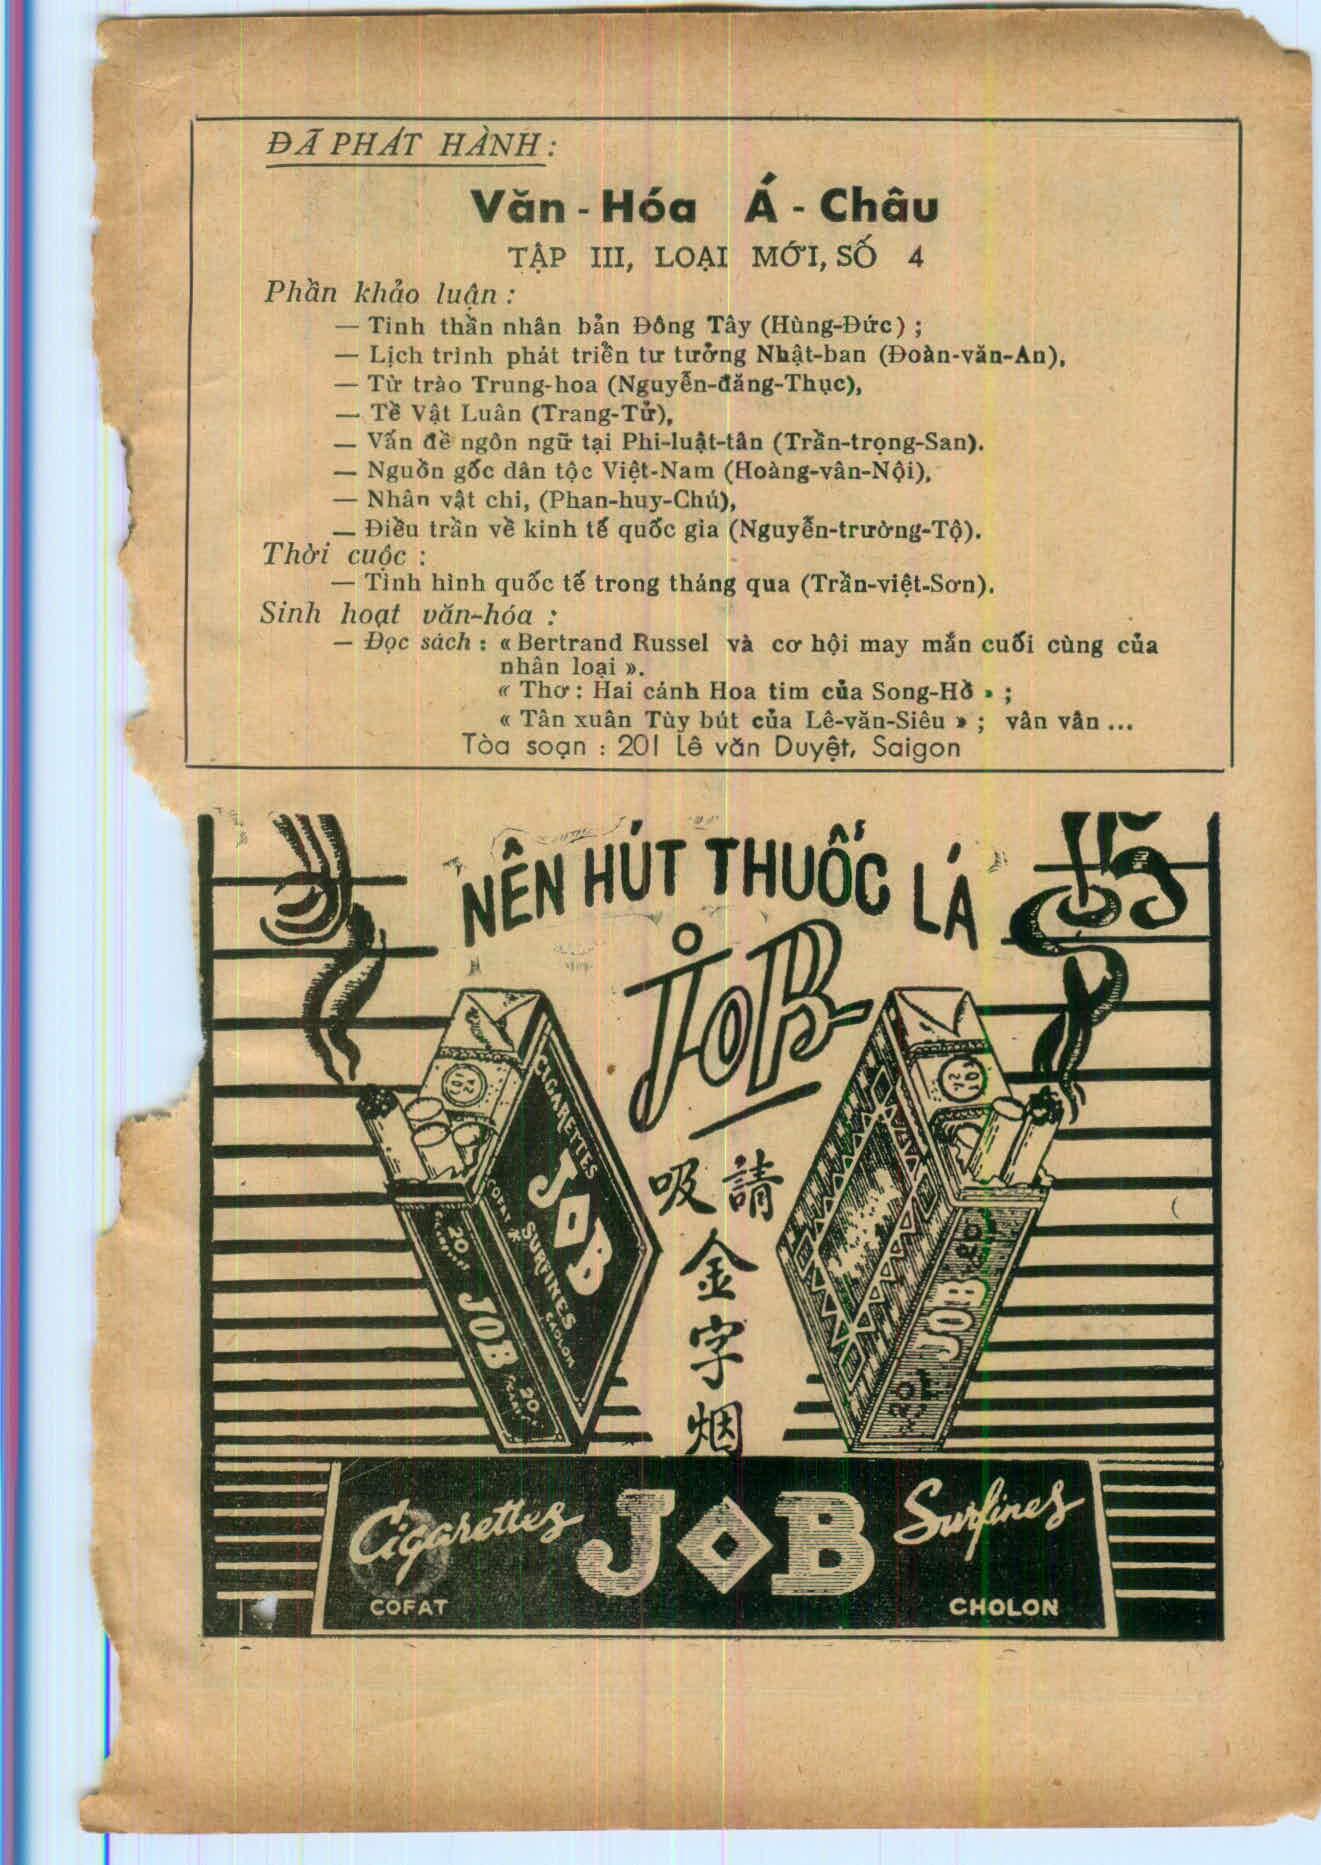 ĐÃ PHÁT HÀNH :
Văn - Hóa Á - Châu
TẬP III, LOẠI MỚI, SỐ 4
Phần khảo luận :
— Tinh thần nhân bản Đông Tây (Hùng-Đức) ;
— Lịch trình phát triển tư tưởng Nhật-ban (Đoàn-văn-An),
— Từ trào Trung-hoa (Nguyễn-đăng-Thục),
— Tề Vật Luân (Trang-Tử),
— Vấn đề ngôn ngữ tại Phi-luật-tân (Trần-trọng-San).
— Nguồn gốc dân tộc Việt-Nam (Hoàng-vân-Nội),
— Nhân vật chi, (Phan-huy-Chú),
— Điều trần về kinh tế quốc gia (Nguyễn-trường-Tộ).
Thời cuộc :
— Tình hình quốc tế trong tháng qua (Trần-việt-Sơn).
Sinh hoạt văn-hóa :
— Đọc sách : « Bertrand Russel và cơ hội may mắn cuối cùng của
nhân loại ».
« Thơ : Hai cánh Hoa tim của Song-Hồ » ;
« Tân xuân Tùy bút của Lê-văn-Siêu » ; vân vân ...
Tòa soạn : 201 Lê văn Duyệt, Saigon
NÊN HÚT THUỐC LÁ
JOB
請吸
金
字
烟
CIGARETTES
JOB
COFAT
SURFINES
CHOLON
20
JOB
20
20
JOB
20
Cigarettes JOB Surfines
COFAT CHOLON